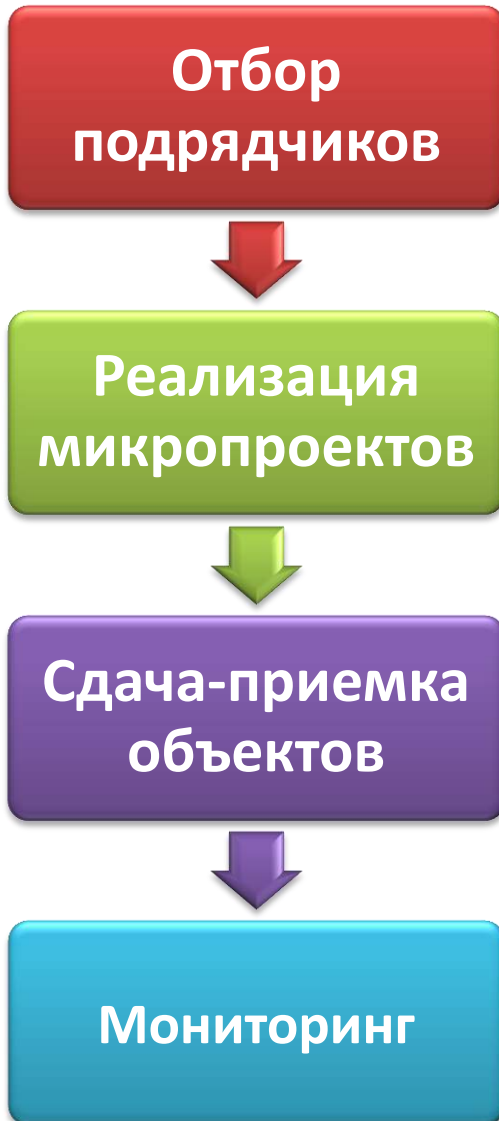 Отбор
подрядчиков
Реализация
микропроектов
Сдача-приемка
объектов
Мониторинг